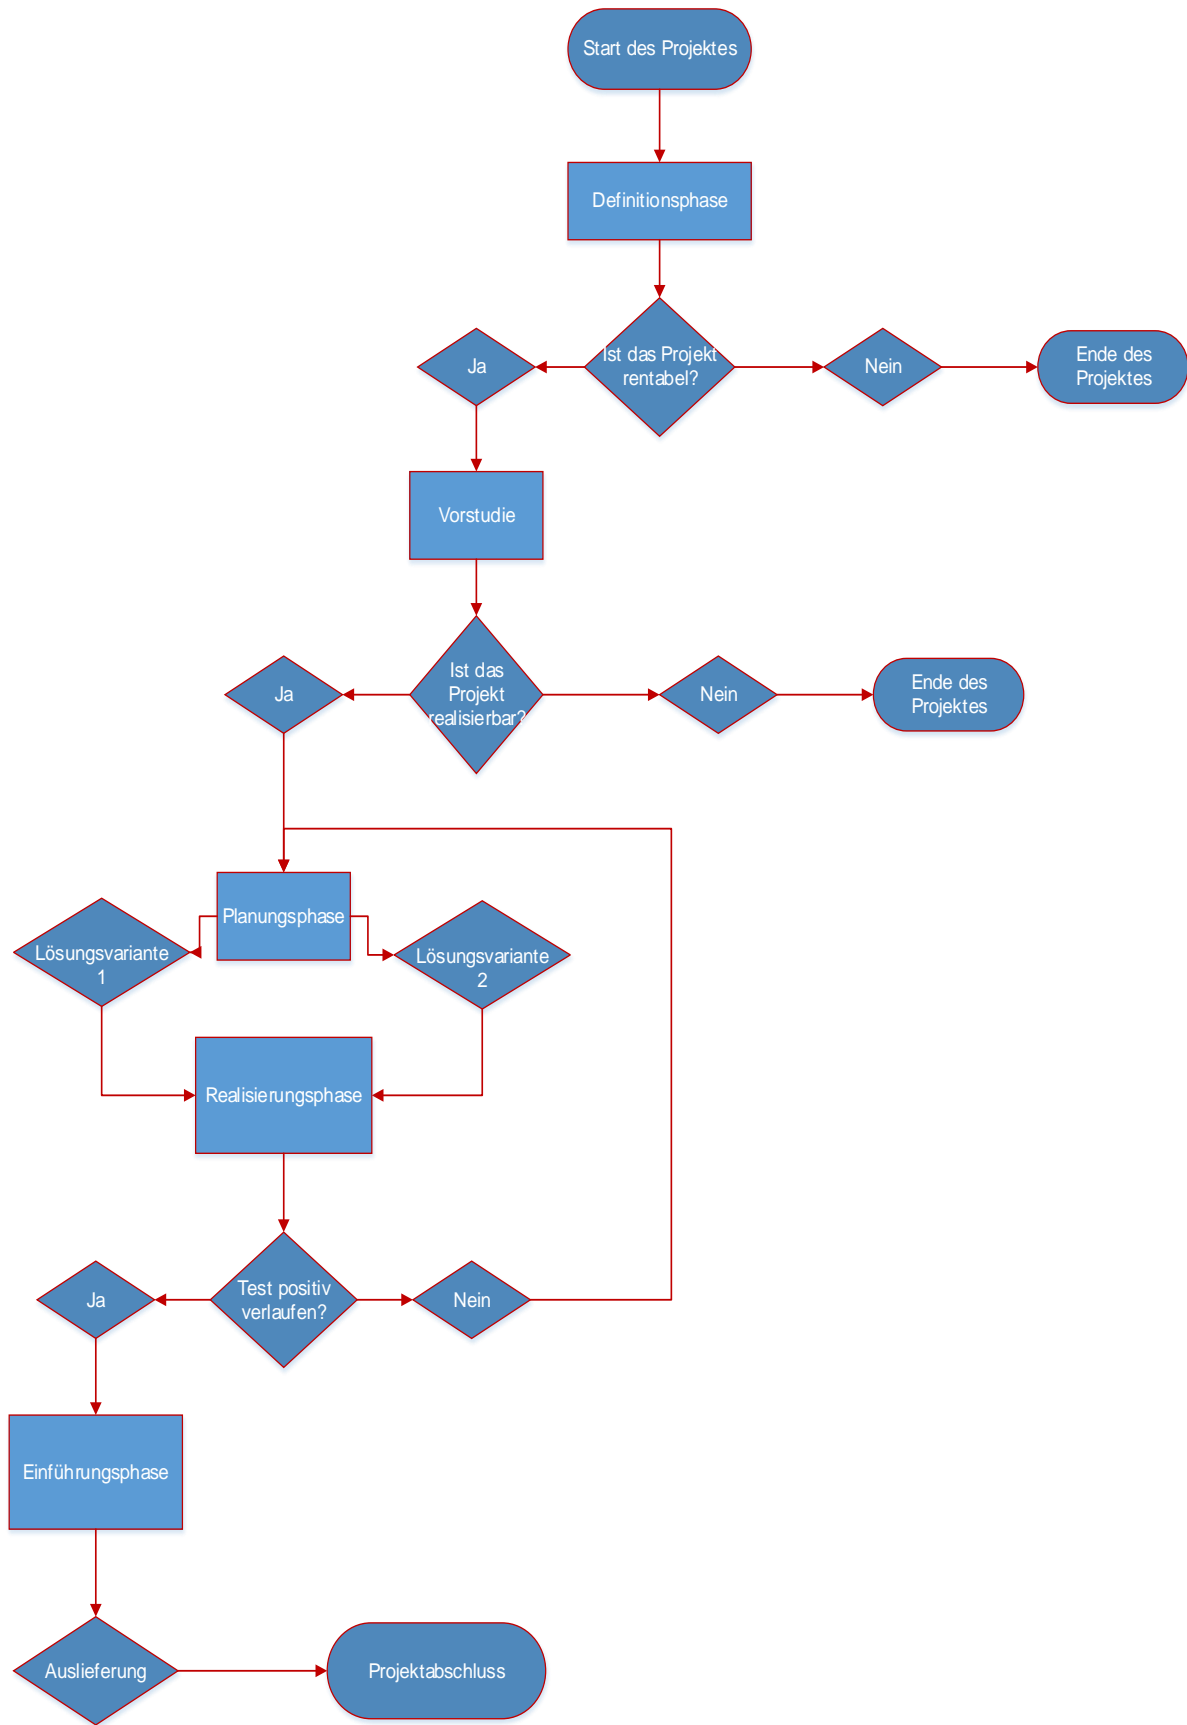 Start des Projektes
Definitionsphase
Ist das Projekt
rentabel?
Ja
Nein
Ende des
Projektes
Vorstudie
Ist das
Projekt
realisierbar?
Ja
Nein
Ende des
Projektes
Planungsphase
Lösungsvariante
1
Lösungsvariante
2
Realisierungsphase
Test positiv
verlaufen?
Ja
Nein
Einführungsphase
Auslieferung
Projektabschluss